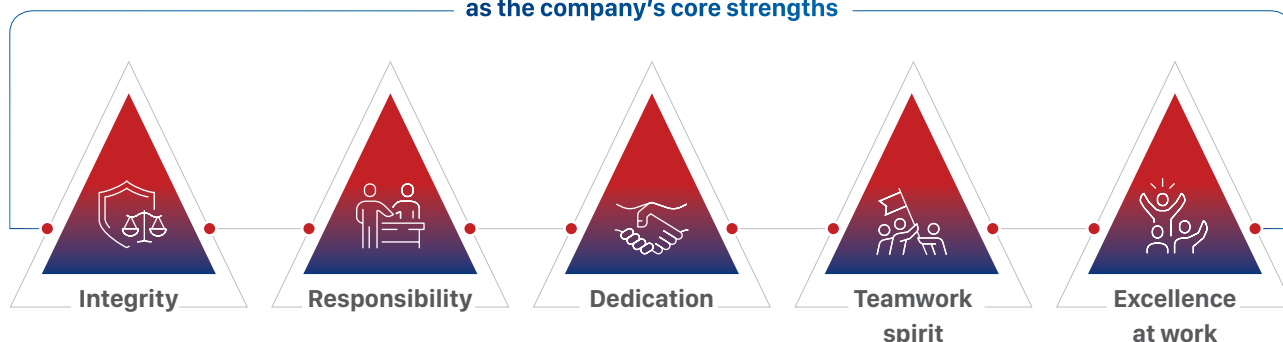 as the company's core strengths
Integrity
Responsibility
Dedication
Teamwork
spirit
Excellence
at work